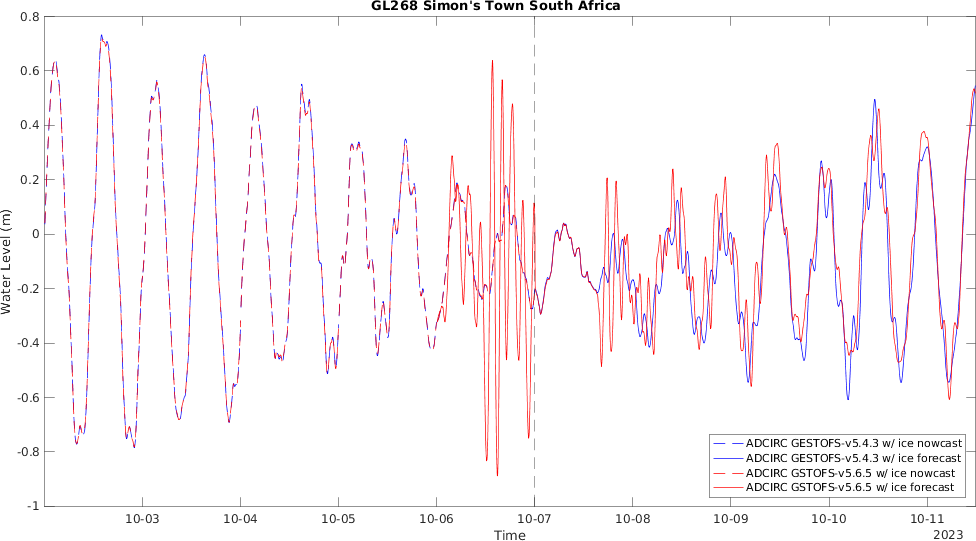 GL268 Simon's Town South Africa
0.8
0.6
0.4
0.2
0
-0.2
-0.4
-0.6
-0.8
-1
Water Level (m)
ADCIRC GESTOFS-v5.4.3 w/ ice nowcast
ADCIRC GESTOFS-v5.4.3 w/ ice forecast
ADCIRC GSTOFS-v5.6.5 w/ ice nowcast
ADCIRC GSTOFS-v5.6.5 w/ ice forecast
10-03 10-04 10-05 10-06 10-07 10-08 10-09 10-10 10-11
Time
2023